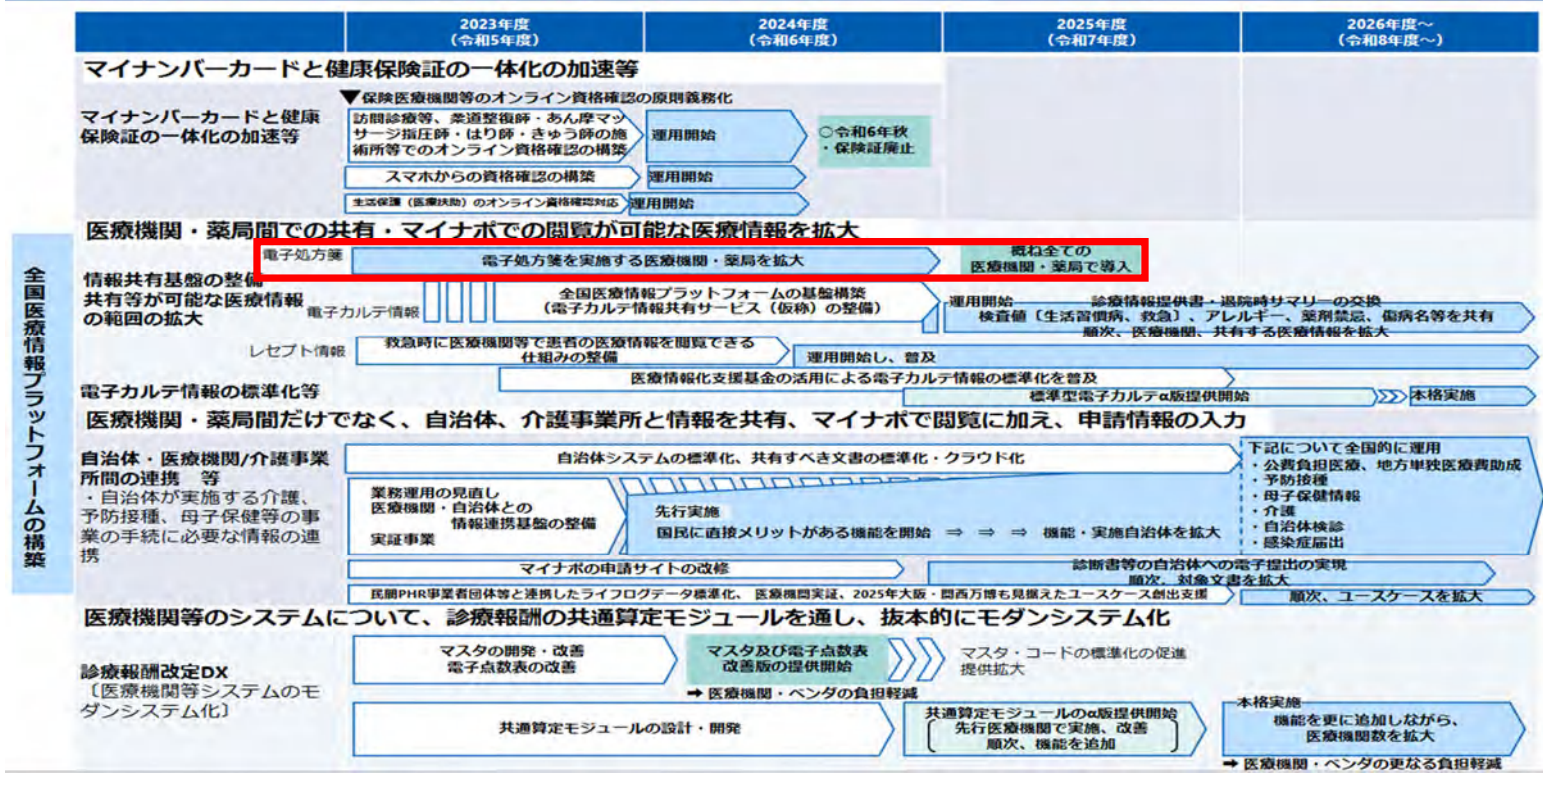 2023年度
（令和5年度）
2024年度
（令和6年度）
2025年度
（令和7年度）
2026年度～
（令和8年度～）
全国医療情報プラットフォームの構築
マイナンバーカードと健康保険証の一体化の加速等
▼保険医療機関等のオンライン資格確認の原則義務化
マイナンバーカードと健康
保険証の一体化の加速等
訪問診療等、柔道整復師・あん摩マッ
サージ指圧師・はり師・きゅう師の施
術所等でのオンライン資格確認の構築
運用開始
○令和6年秋
・保険証廃止
スマホからの資格確認の構築
運用開始
生活保護（医療扶助）のオンライン資格確認対応
運用開始
医療機関・薬局間での共有・マイナポでの閲覧が可能な医療情報を拡大
電子処方箋
電子処方箋を実施する医療機関・薬局を拡大
概ね全ての
医療機関・薬局で導入
情報共有基盤の整備
共有等が可能な医療情報
の範囲の拡大
電子カルテ情報
全国医療情報プラットフォームの基盤構築
（電子カルテ情報共有サービス（仮称）の整備）
運用開始
診療情報提供書・退院時サマリーの交換
検査値〔生活習慣病、救急〕、アレルギー、薬剤禁忌、傷病名等を共有
順次、医療機関、共有する医療情報を拡大
レセプト情報
救急時に医療機関等で患者の医療情報を閲覧できる
仕組みの整備
運用開始し、普及
電子カルテ情報の標準化等
医療情報化支援基金の活用による電子カルテ情報の標準化を普及
標準型電子カルテα版提供開始
本格実施
医療機関・薬局間だけでなく、自治体、介護事業所と情報を共有、マイナポで閲覧に加え、申請情報の入力
自治体・医療機関/介護事業
所間の連携　等
・自治体が実施する介護、
予防接種、母子保健等の事
業の手続に必要な情報の連
携
自治体システムの標準化、共有すべき文書の標準化・クラウド化
業務運用の見直し
医療機関・自治体との
情報連携基盤の整備
実証事業
先行実施
国民に直接メリットがある機能を開始　⇒　⇒　⇒　機能・実施自治体を拡大
下記について全国的に運用
・公費負担医療、地方単独医療費助成
・予防接種
・母子保健情報
・介護
・自治体検診
・感染症届出
マイナポの申請サイトの改修
診断書等の自治体への電子提出の実現
順次、対象文書を拡大
民間PHR事業者団体等と連携したライフログデータ標準化、医療機関実証、2025年大阪・関西万博も見据えたユースケース創出支援
順次、ユースケースを拡大
医療機関等のシステムについて、診療報酬の共通算定モジュールを通し、抜本的にモダンシステム化
診療報酬改定DX
〔医療機関等システムのモ
ダンシステム化〕
マスタの開発・改善
電子点数表の改善
マスタ及び電子点数表
改善版の提供開始
マスタ・コードの標準化の促進
提供拡大
➡ 医療機関・ベンダの負担軽減
共通算定モジュールの設計・開発
共通算定モジュールのα版提供開始
先行医療機関で実施、改善
順次、機能を追加
本格実施
機能を更に追加しながら、
医療機関数を拡大
➡ 医療機関・ベンダの更なる負担軽減